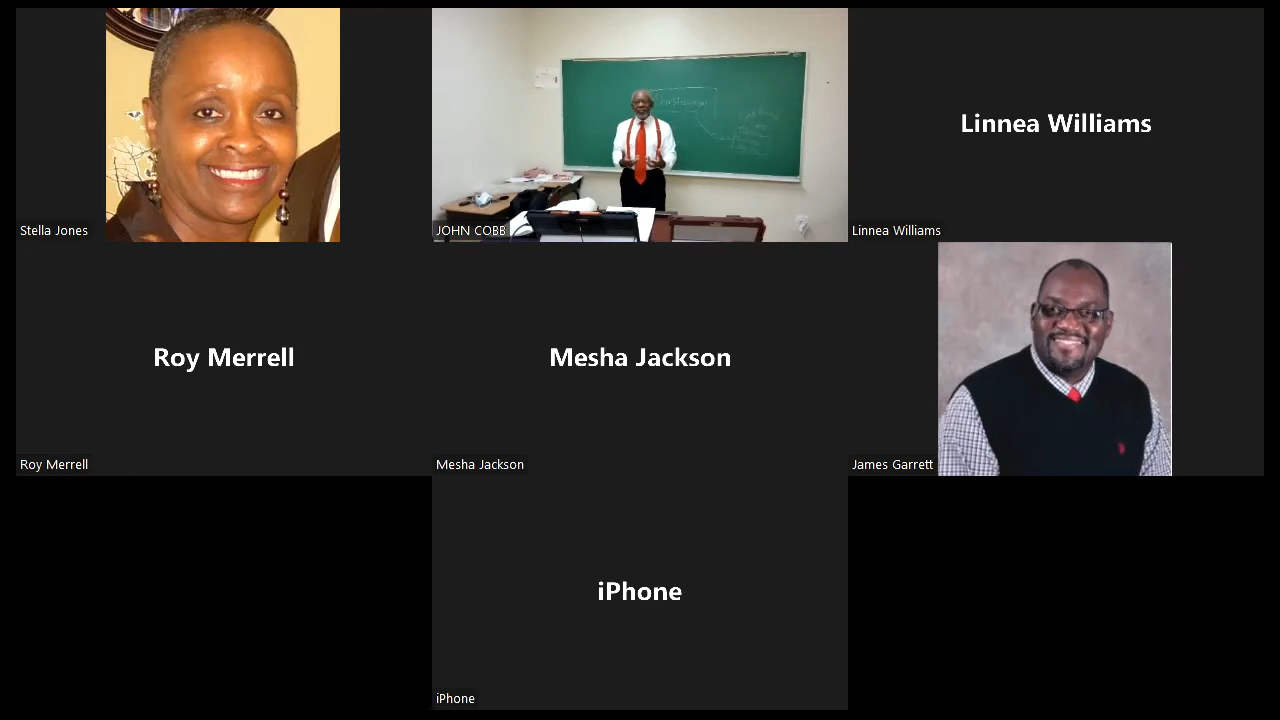 Linnea Williams
Stella Jones
JOHN COBB
Linnea Williams
Roy Merrell
Mesha Jackson
Roy Merrell
Mesha Jackson
James Garrett
iPhone
iPhone